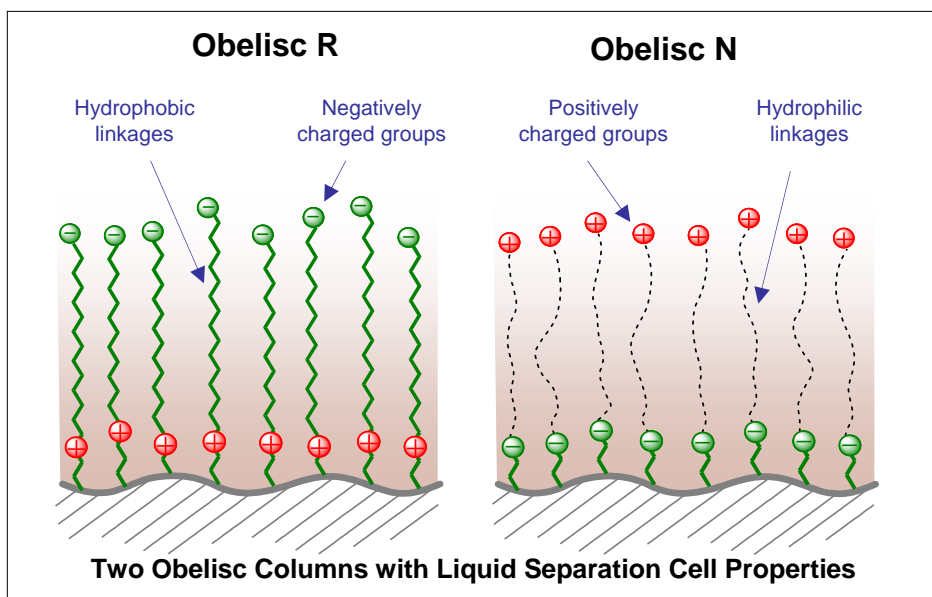 Obelisc R
Obelisc N
Hydrophobic
linkages
Negatively
charged groups
Positively
charged groups
Hydrophilic
linkages
Two Obelisc Columns with Liquid Separation Cell Properties